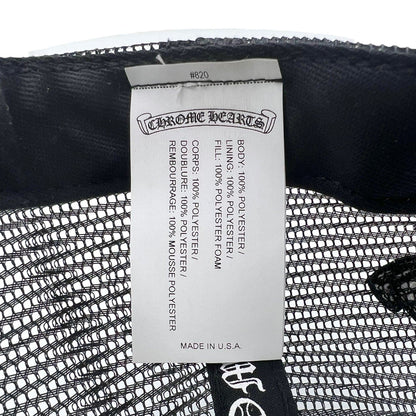 #820
CHROME HEARTS
BODY: 100% POLYESTER /
LINING: 100% POLYESTER /
FILL: 100% POLYESTER FOAM
CORPS: 100% POLYESTER /
DOUBLURE: 100% POLYESTER /
REMBOURRAGE: 100% MOUSSE POLYESTER
MADE IN U.S.A.